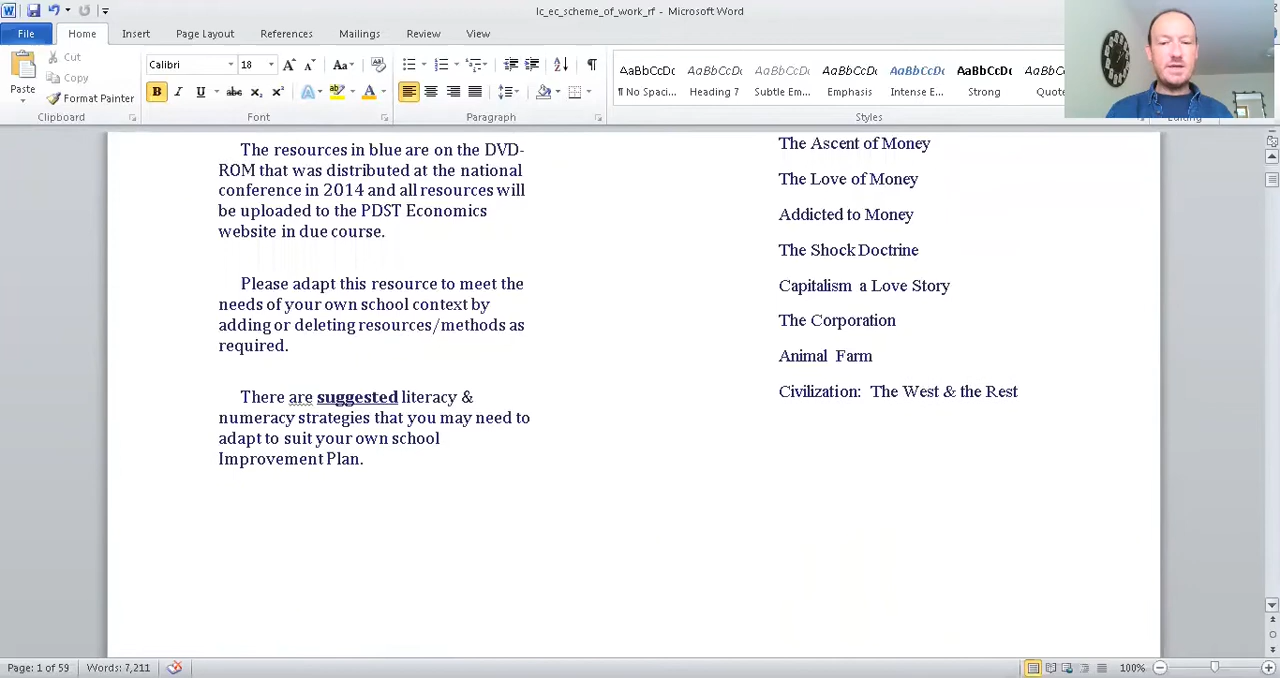 lc_ec_scheme_of_work_rf - Microsoft Word
File Home Insert Page Layout References Mailings Review View
Paste
Cut
Copy
Format Painter
Clipboard
Calibri 18
Font
Paragraph
AaBbCcDc AaBbCcDc AaBbCcDc AaBbCcDc AaBbCcDc AaBbCcDc AaBbCcD
¶ No Spaci... Heading 7 Subtle Em... Emphasis Intense E... Strong Quote
Styles
The resources in blue are on the DVD-
ROM that was distributed at the national
conference in 2014 and all resources will
be uploaded to the PDST Economics
website in due course.
Please adapt this resource to meet the
needs of your own school context by
adding or deleting resources/methods as
required.
There are suggested literacy &
numeracy strategies that you may need to
adapt to suit your own school
Improvement Plan.
The Ascent of Money
The Love of Money
Addicted to Money
The Shock Doctrine
Capitalism a Love Story
The Corporation
Animal Farm
Civilization: The West & the Rest
Page: 1 of 59 Words: 7,211 100%